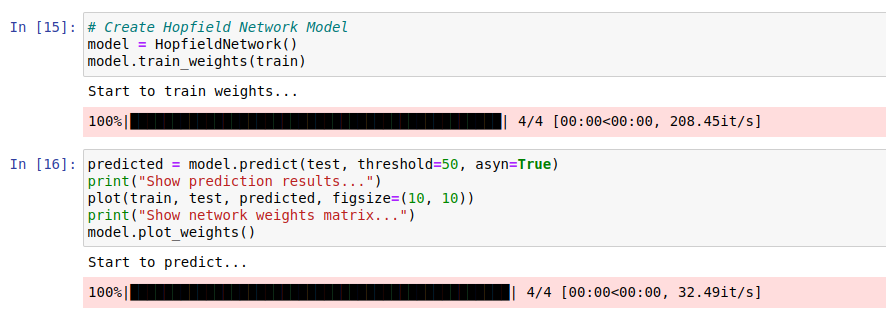 In [15]: # Create Hopfield Network Model
model = HopfieldNetwork()
model.train_weights(train)
Start to train weights...
100%|██████████████████████████████████████████| 4/4 [00:00<00:00, 208.45it/s]
In [16]: predicted = model.predict(test, threshold=50, asyn=True)
print("Show prediction results...")
plot(train, test, predicted, figsize=(10, 10))
print("Show network weights matrix...")
model.plot_weights()
Start to predict...
100%|███████████████████████████████████████████| 4/4 [00:00<00:00, 32.49it/s]